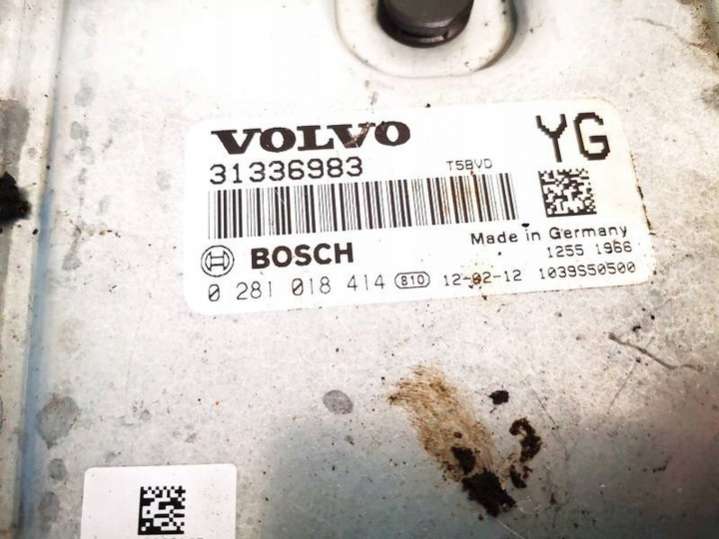 VOLVO YG
31336983 T5BVD
BOSCH Made in Germany
1255 1966
0 281 018 414 810 12-02-12 1039S50500